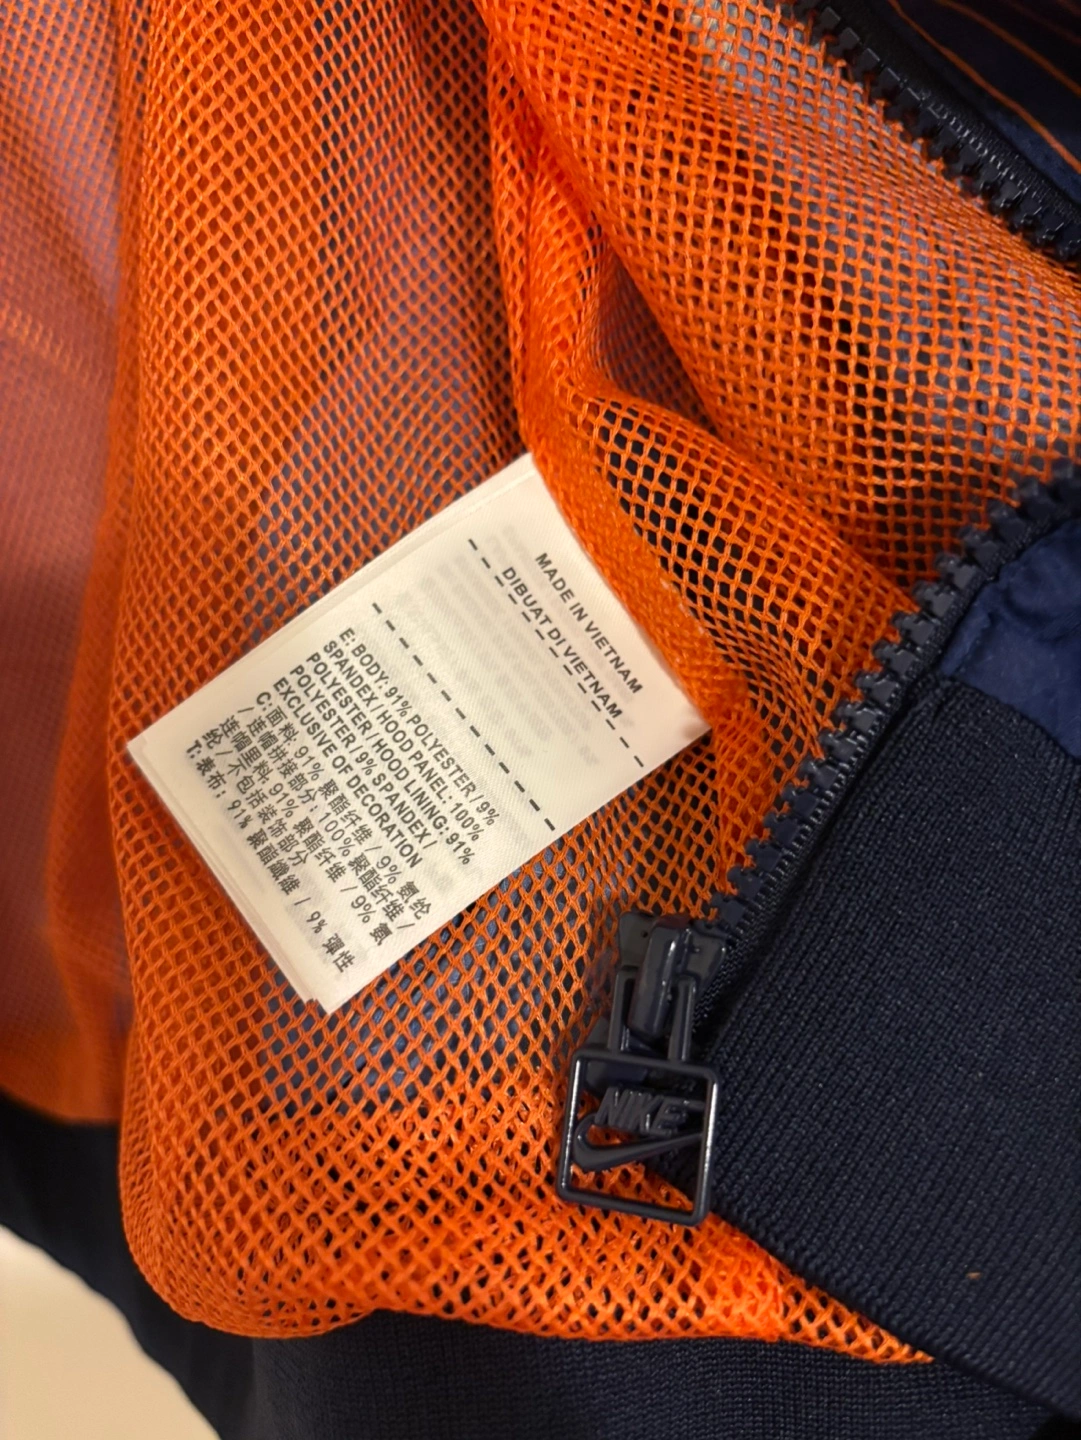 MADE IN VIETNAM
DIBUAT DI VIETNAM
E: BODY: 91% POLYESTER / 9%
SPANDEX / HOOD PANEL: 100%
POLYESTER / HOOD LINING: 91%
POLYESTER / 9% SPANDEX /
EXCLUSIVE OF DECORATION
C:面料: 91% 聚酯纤维 / 9% 氨纶
/ 连帽拼接部分: 100% 聚酯纤维 /
连帽里料: 91% 聚酯纤维 / 9% 氨
纶 / 不包括装饰部分
T: 表布: 91% 聚酯纖維 / 9% 彈性
NIKE